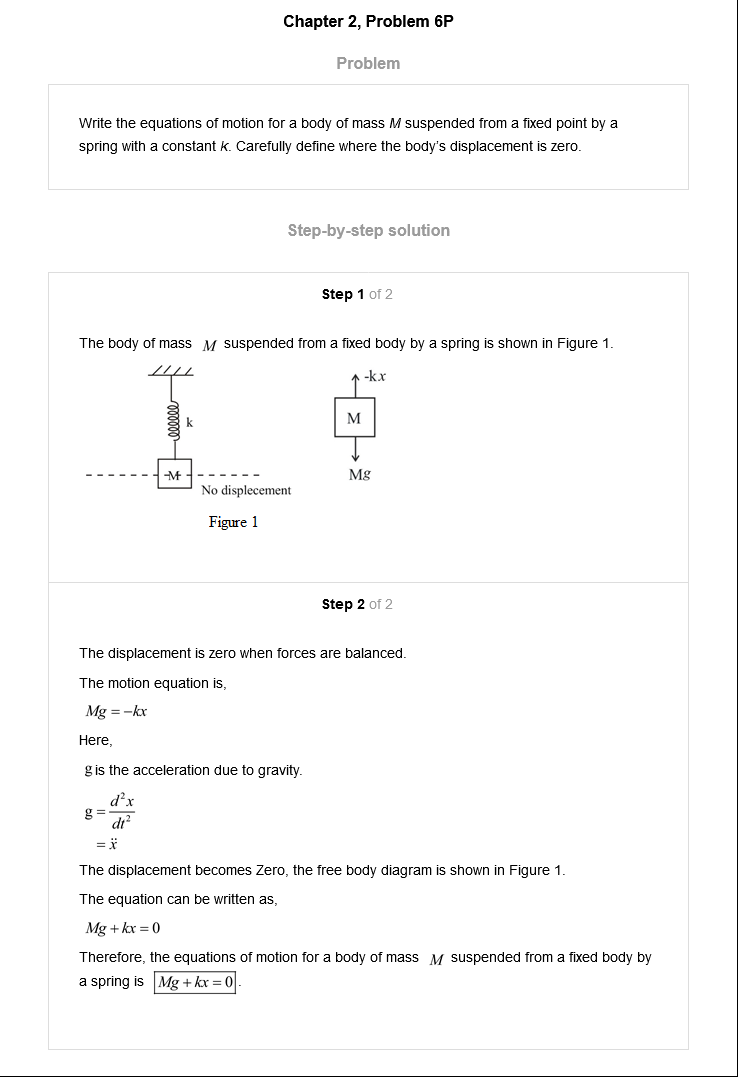 Chapter 2, Problem 6P
Problem
Write the equations of motion for a body of mass M suspended from a fixed point by a
spring with a constant k. Carefully define where the body's displacement is zero.
Step-by-step solution
Step 1 of 2
The body of mass M suspended from a fixed body by a spring is shown in Figure 1.
-kx
k
M
M
Mg
No displecement
Figure 1
Step 2 of 2
The displacement is zero when forces are balanced.
The motion equation is,
Mg = −kx
Here,
g is the acceleration due to gravity.
g = d²x/dt²
= ẍ
The displacement becomes Zero, the free body diagram is shown in Figure 1.
The equation can be written as,
Mg + kx = 0
Therefore, the equations of motion for a body of mass M suspended from a fixed body by
a spring is Mg + kx = 0.